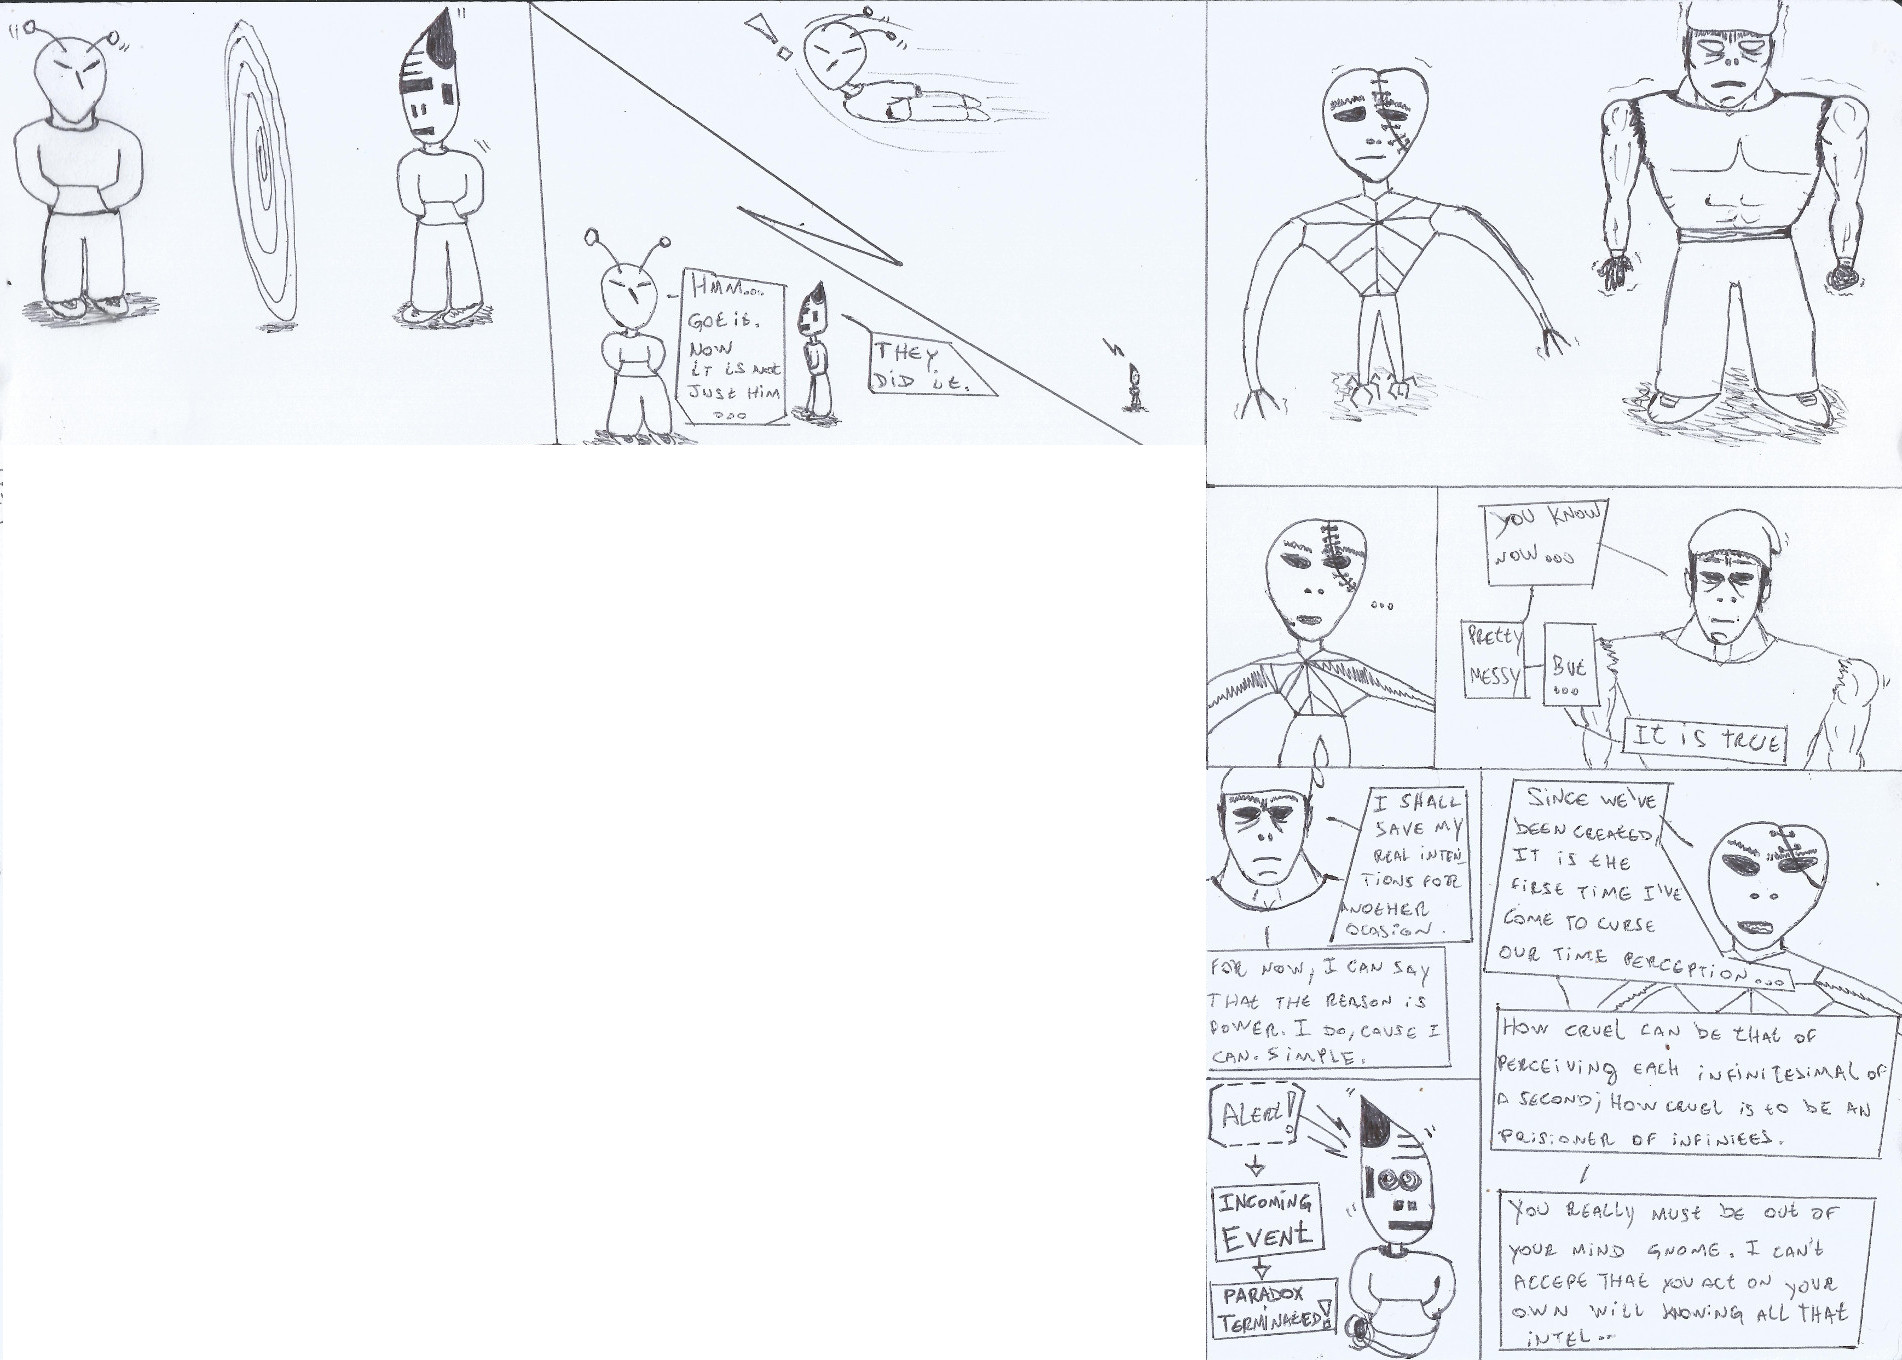 HMM...
GOT IT.
NOW
IT IS NOT
JUST HIM
...
THEY
DID IT.
...
YOU KNOW
NOW...
PRETTY
MESSY
BUT
...
IT IS TRUE
I SHALL
SAVE MY
REAL INTEN_
TIONS FOR
ANOTHER
OCASION.
FOR NOW, I CAN SAY
THAT THE REASON IS
POWER. I DO, CAUSE I
CAN. SIMPLE.
SINCE WE'VE
BEEN CREATED,
IT IS THE
FIRST TIME I'VE
COME TO CURSE
OUR TIME PERCEPTION...
HOW CRUEL CAN BE THAT OF
PERCEIVING EACH INFINITESIMAL OF
A SECOND; HOW CRUEL IS TO BE AN
PRISIONER OF INFINITES.
YOU REALLY MUST BE OUT OF
YOUR MIND GNOME. I CAN'T
ACCEPT THAT YOU ACT ON YOUR
OWN WILL KNOWING ALL THAT
INTEL...
ALERT!
INCOMING
EVENT
PARADOX
TERMINATED!